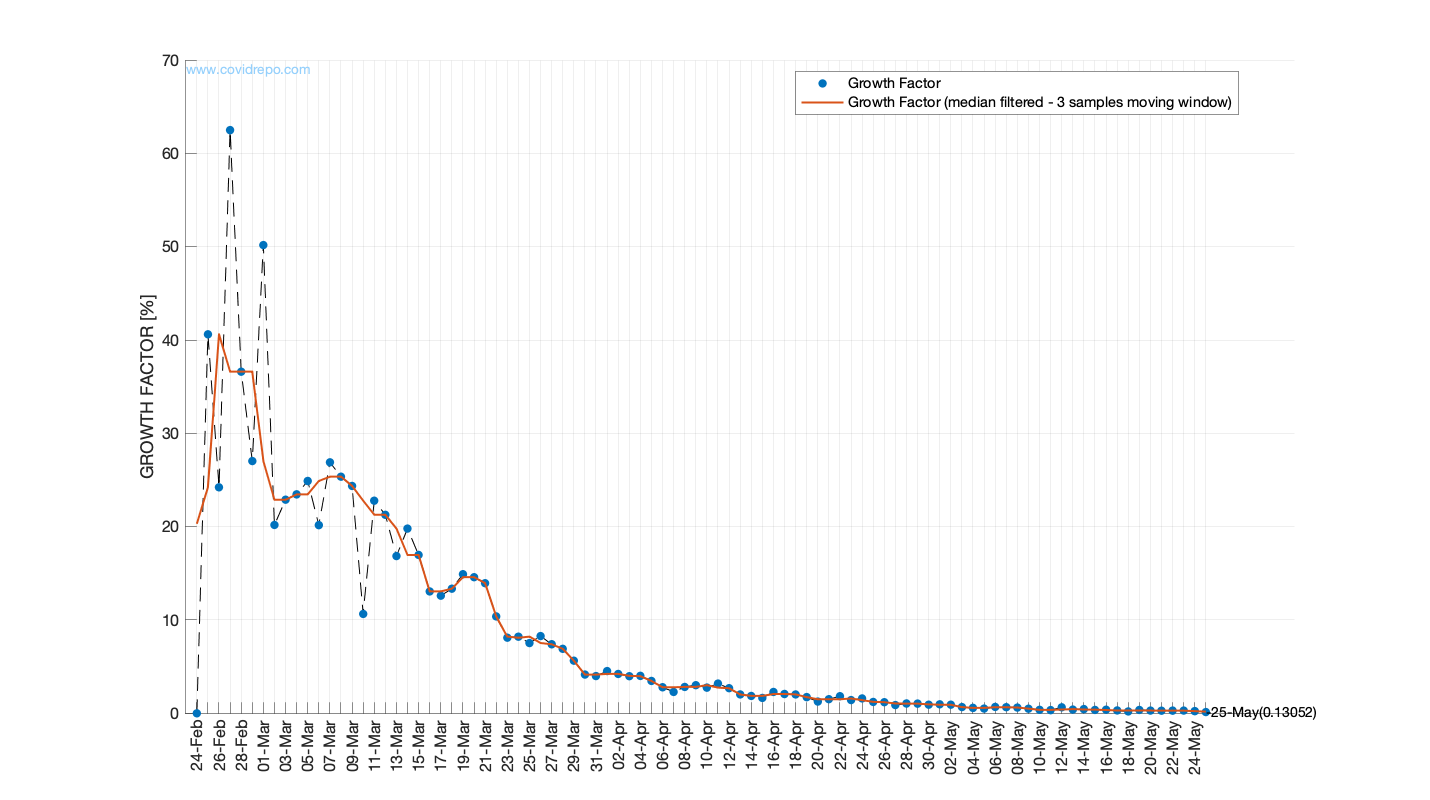 70
www.covidrepo.com
Growth Factor
Growth Factor (median filtered - 3 samples moving window)
60
50
40
30
20
10
0
GROWTH FACTOR [%]
25-May(0.13052)
24-Feb
26-Feb
28-Feb
01-Mar
03-Mar
05-Mar
07-Mar
09-Mar
11-Mar
13-Mar
15-Mar
17-Mar
19-Mar
21-Mar
23-Mar
25-Mar
27-Mar
29-Mar
31-Mar
02-Apr
04-Apr
06-Apr
08-Apr
10-Apr
12-Apr
14-Apr
16-Apr
18-Apr
20-Apr
22-Apr
24-Apr
26-Apr
28-Apr
30-Apr
02-May
04-May
06-May
08-May
10-May
12-May
14-May
16-May
18-May
20-May
22-May
24-May